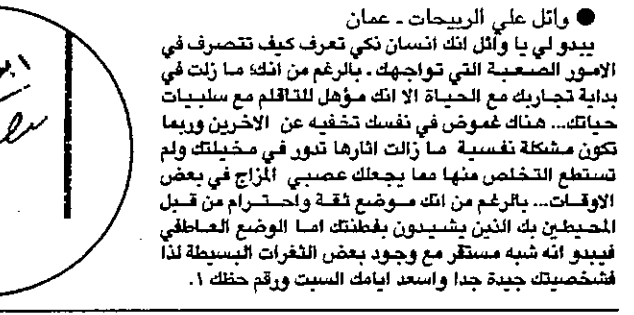 ● وائل علي الربيحات ـ عمان
يبدو لي يا وائل انك انسان ذكي تعرف كيف تتصرف في
الامور الصعبة التي تواجهك ـ بالرغم من أنك؛ ما زلت في
بداية تجاربك مع الحياة الا انك مؤهل للتاقلم مع سلبيات
حياتك... هناك غموض في نفسك تخفيه عن الاخرين وربما
تكون مشكلة نفسية ما زالت اثارها تدور في مخيلتك ولم
تستطع التخلص منها مما يجعلك عصبي المزاج في بعض
الاوقات... بالرغم من انك موضع ثقة واحترام من قبل
المحيطين بك الذين يشيدون بفطنتك اما الوضع العاطفي
فيبدو انه شبه مستقر مع وجود بعض الثغرات البسيطة لذا
فشخصيتك جيدة جدا واسعد ايامك السبت ورقم حظك ١.